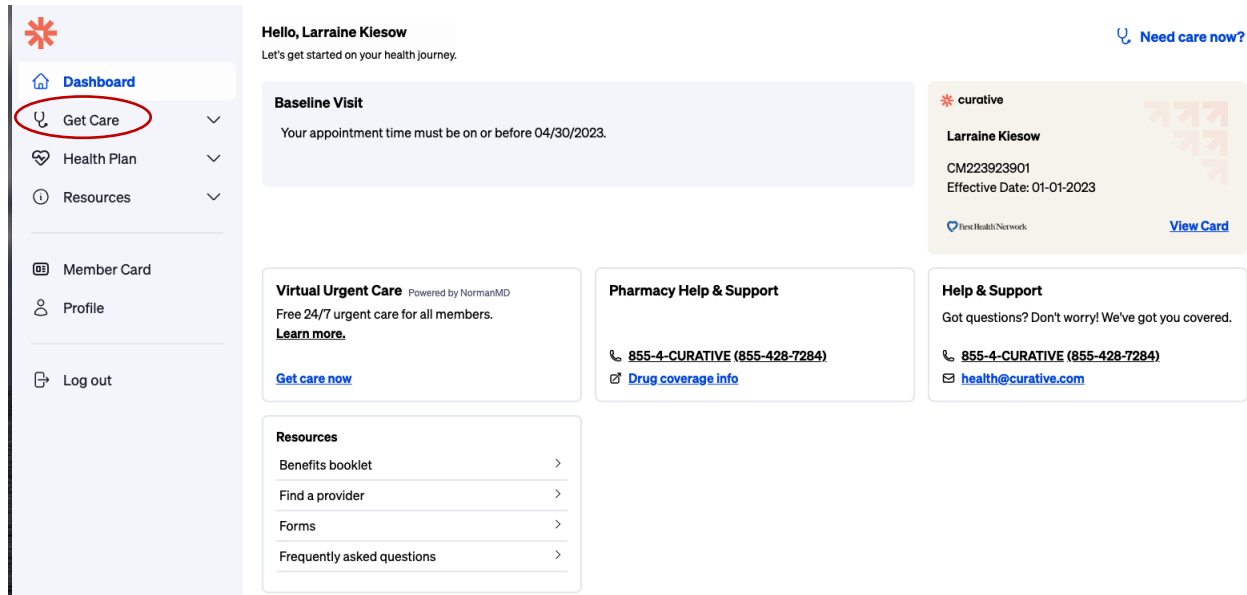 Dashboard
Get Care
Health Plan
Resources
Member Card
Profile
Log out
Hello, Larraine Kiesow
Let's get started on your health journey.
Need care now?
Baseline Visit
Your appointment time must be on or before 04/30/2023.
curative
Larraine Kiesow
CM223923901
Effective Date: 01-01-2023
First Health Network
View Card
Virtual Urgent Care Powered by NormanMD
Free 24/7 urgent care for all members.
Learn more.
Get care now
Pharmacy Help & Support
855-4-CURATIVE (855-428-7284)
Drug coverage info
Help & Support
Got questions? Don't worry! We've got you covered.
855-4-CURATIVE (855-428-7284)
health@curative.com
Resources
Benefits booklet
Find a provider
Forms
Frequently asked questions